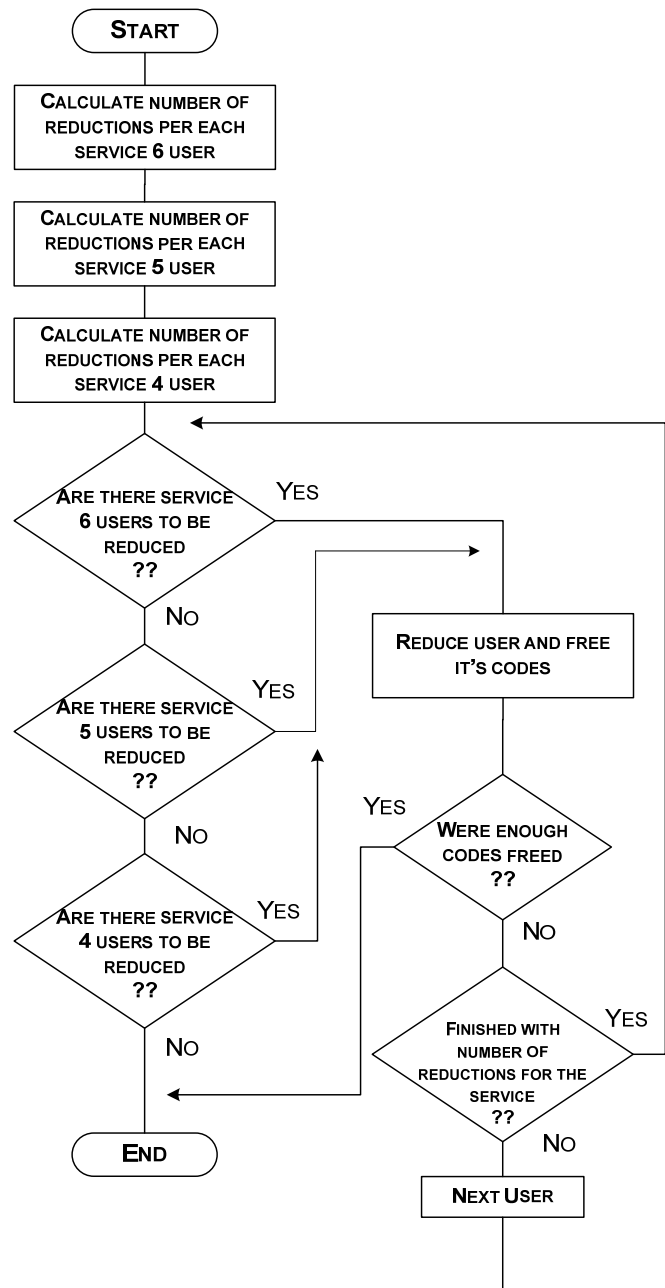 START
CALCULATE NUMBER OF
REDUCTIONS PER EACH
SERVICE 6 USER
CALCULATE NUMBER OF
REDUCTIONS PER EACH
SERVICE 5 USER
CALCULATE NUMBER OF
REDUCTIONS PER EACH
SERVICE 4 USER
ARE THERE SERVICE
6 USERS TO BE
REDUCED
??
YES
NO
ARE THERE SERVICE
5 USERS TO BE
REDUCED
??
YES
NO
ARE THERE SERVICE
4 USERS TO BE
REDUCED
??
YES
NO
END
REDUCE USER AND FREE
IT'S CODES
WERE ENOUGH
CODES FREED
??
YES
NO
FINISHED WITH
NUMBER OF
REDUCTIONS FOR THE
SERVICE
??
YES
NO
NEXT USER